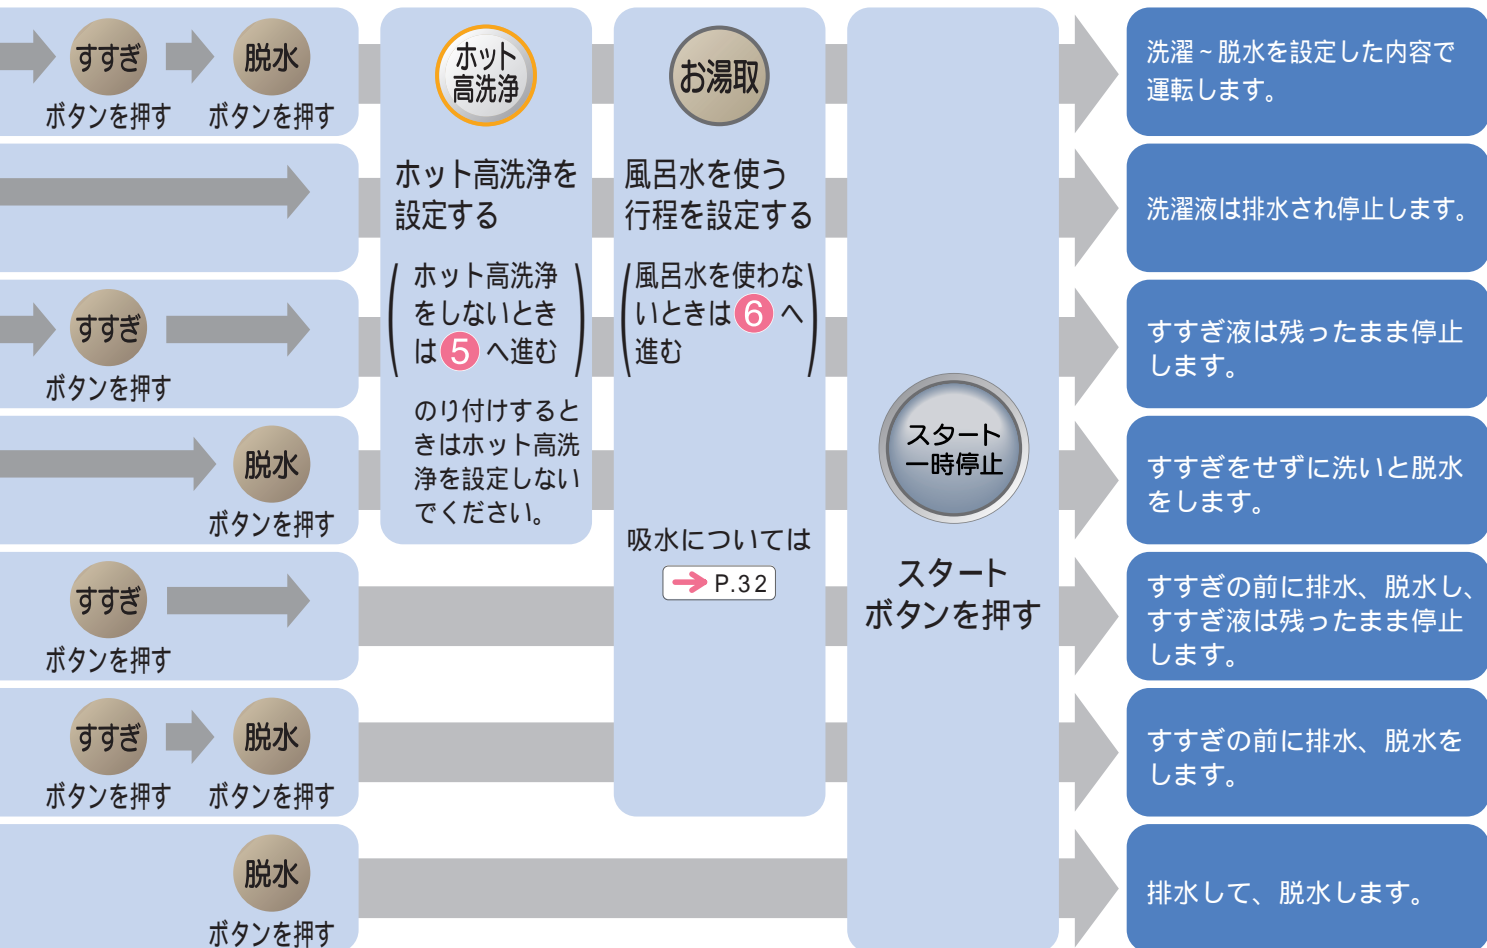 すすぎ
ボタンを押す
脱水
ボタンを押す
ホット
高洗浄
お湯取
洗濯~脱水を設定した内容で
運転します。
ホット高洗浄を
設定する
ホット高洗浄
をしないとき
は5へ進む
のり付けすると
きはホット高洗
浄を設定しない
でください。
風呂水を使う
行程を設定する
風呂水を使わな
いときは6へ
進む
吸水については
P.32
スタート
一時停止
スタート
ボタンを押す
洗濯液は排水され停止します。
すすぎ
ボタンを押す
すすぎ液は残ったまま停止
します。
脱水
ボタンを押す
すすぎをせずに洗いと脱水
をします。
すすぎ
ボタンを押す
すすぎの前に排水、脱水し、
すすぎ液は残ったまま停止
します。
すすぎ
ボタンを押す
脱水
ボタンを押す
すすぎの前に排水、脱水を
します。
脱水
ボタンを押す
排水して、脱水します。